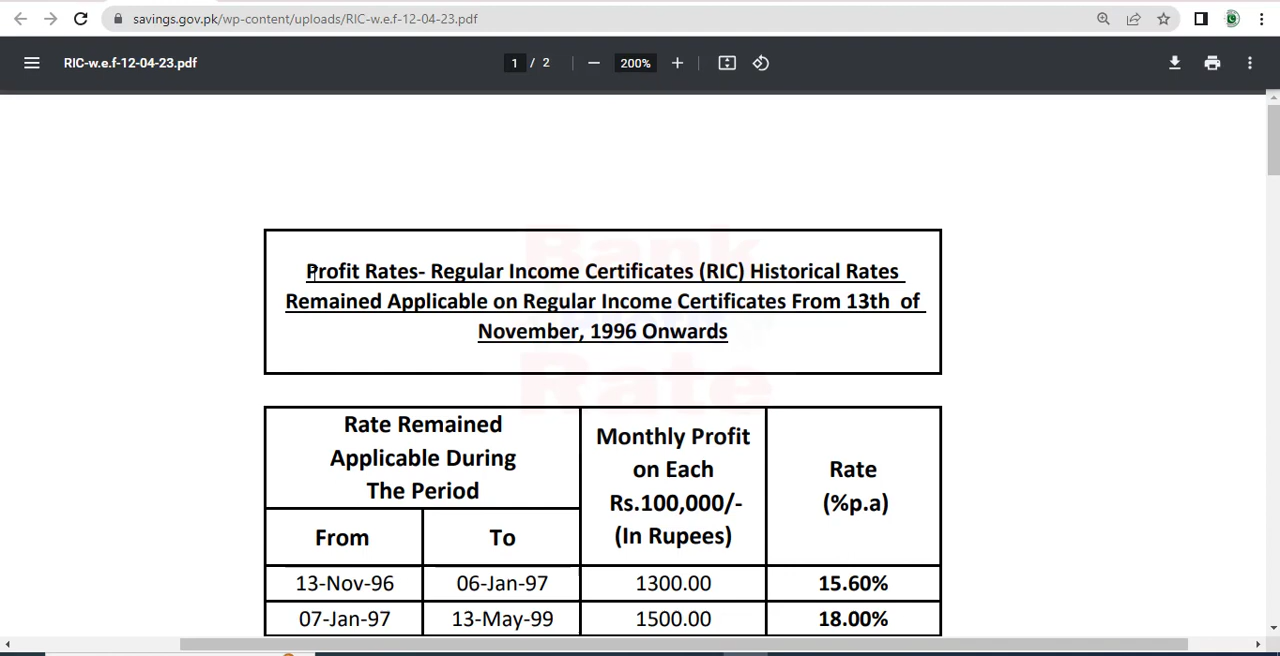 savings.gov.pk/wp-content/uploads/RIC-w.e.f-12-04-23.pdf
RIC-w.e.f-12-04-23.pdf
1 / 2
200%
Bank
Rate
Profit Rates- Regular Income Certificates (RIC) Historical Rates
Remained Applicable on Regular Income Certificates From 13th of
November, 1996 Onwards
Rate Remained
Applicable During
The Period
Monthly Profit
on Each
Rs.100,000/-
(In Rupees)
Rate
(%p.a)
From To
13-Nov-96 06-Jan-97 1300.00 15.60%
07-Jan-97 13-May-99 1500.00 18.00%